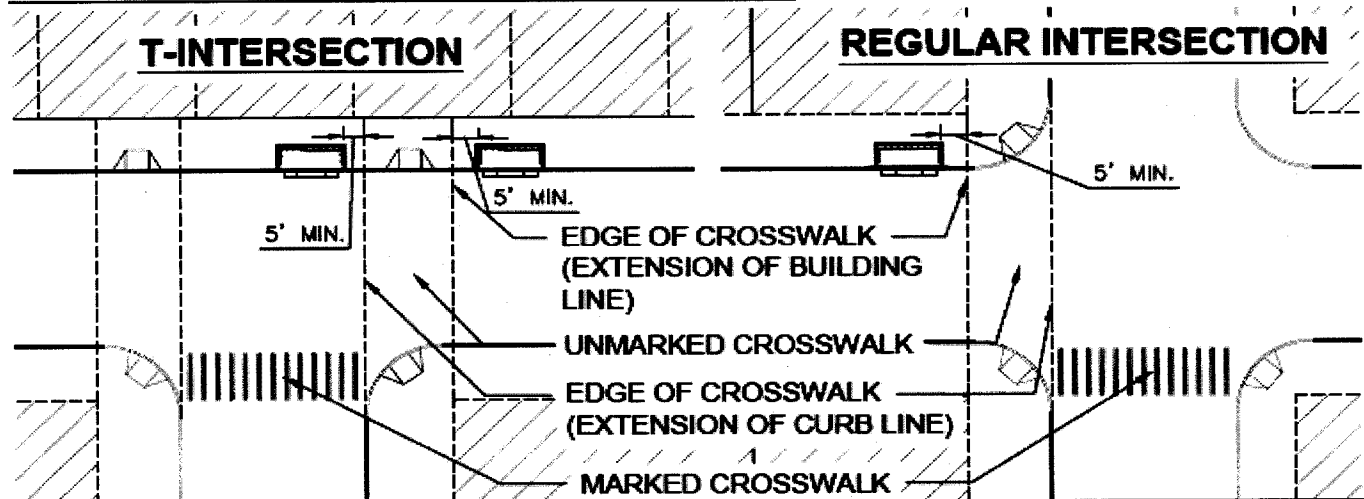 T-INTERSECTION
REGULAR INTERSECTION
5' MIN.
5' MIN.
5' MIN.
EDGE OF CROSSWALK
(EXTENSION OF BUILDING
LINE)
UNMARKED CROSSWALK
EDGE OF CROSSWALK
(EXTENSION OF CURB LINE)
1
MARKED CROSSWALK